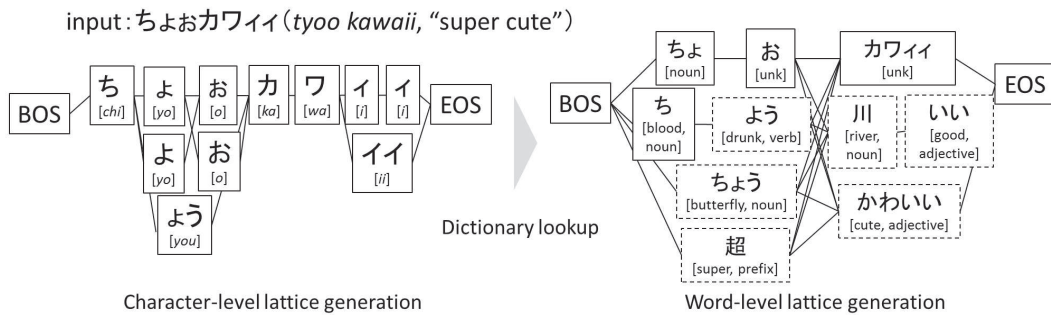 input:ちょぉカワィィ(tyoo kawaii, “super cute”)
BOS
ち
[chi]
ょ
[yo]
ぉ
[o]
カ
[ka]
ワ
[wa]
ィ
[i]
ィ
[i]
EOS
よ
[yo]
お
[o]
イイ
[ii]
ょう
[you]
Character-level lattice generation
Dictionary lookup
BOS
ちょ
[noun]
お
[unk]
カワィィ
[unk]
EOS
ち
[blood,
noun]
よう
[drunk, verb]
川
[river,
noun]
いい
[good,
adjective]
ちょう
[butterfly, noun]
かわいい
[cute, adjective]
超
[super, prefix]
Word-level lattice generation